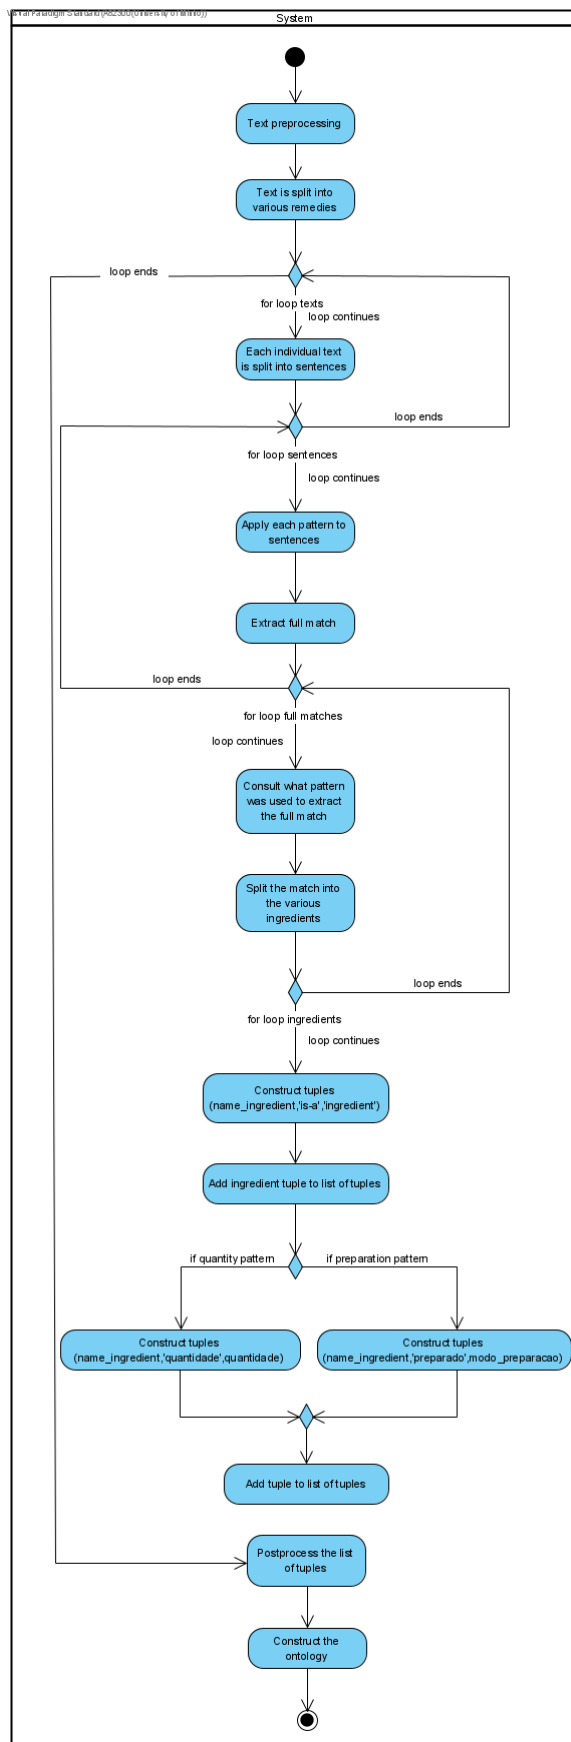 Visual Paradigm Standard
System
Text preprocessing
Text is split into
various remedies
loop ends
for loop texts
loop continues
Each individual text
is split into sentences
loop ends
for loop sentences
loop continues
Apply each pattern to
sentences
Extract full match
loop ends
for loop full matches
loop continues
Consult what pattern
was used to extract
the full match
Split the match into
the various
ingredients
loop ends
for loop ingredients
loop continues
Construct tuples
(name_ingredient,'is-a','ingredient')
Add ingredient tuple to list of tuples
if quantity pattern
if preparation pattern
Construct tuples
(name_ingredient,'quantidade',quantidade)
Construct tuples
(name_ingredient,'preparado',modo_preparacao)
Add tuple to list of tuples
Postprocess the list
of tuples
Construct the
ontology